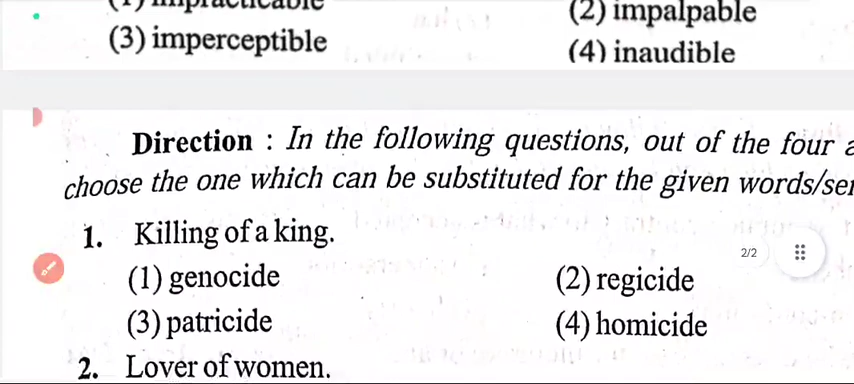 (1) impracticable
(2) impalpable
(3) imperceptible
(4) inaudible
Direction : In the following questions, out of the four a
choose the one which can be substituted for the given words/se
1. Killing of a king.
2/2
(1) genocide
(2) regicide
(3) patricide
(4) homicide
2. Lover of women.